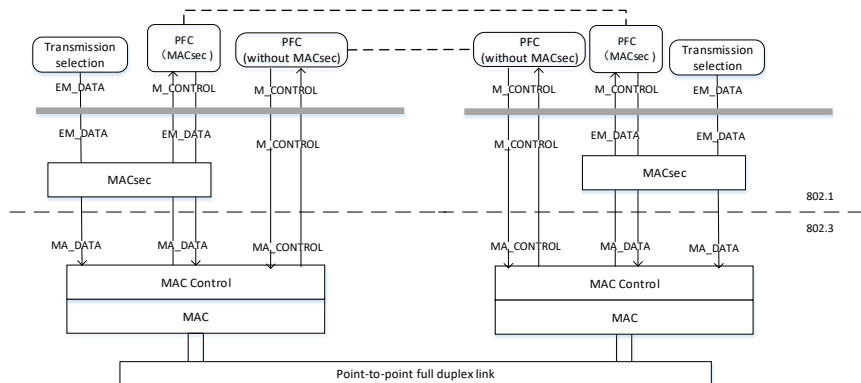 PFC
(MACsec )
Transmission
selection
PFC
(without MACsec)
PFC
(without MACsec)
PFC
(MACsec )
Transmission
selection
EM_DATA
M_CONTROL
M_CONTROL
M_CONTROL
M_CONTROL
EM_DATA
EM_DATA
EM_DATA
M_CONTROL
M_CONTROL
EM_DATA
EM_DATA
MACsec
MACsec
802.1
802.3
MA_DATA
MA_DATA
MA_CONTROL
MA_CONTROL
MA_DATA
MA_DATA
MAC Control
MAC Control
MAC
MAC
Point-to-point full duplex link